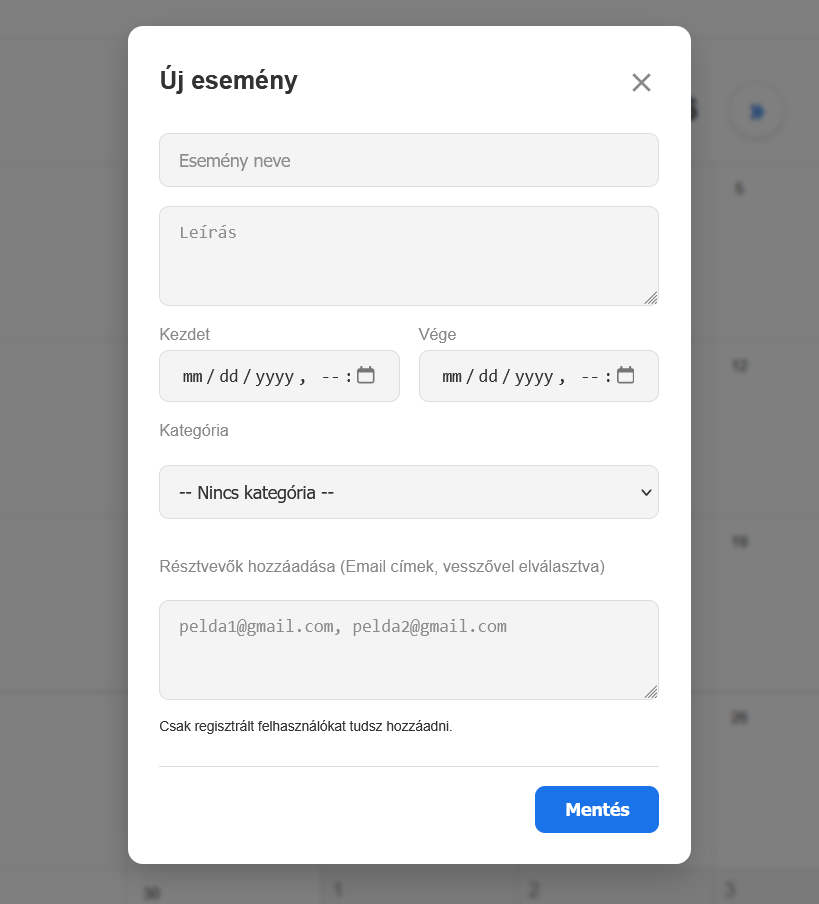 Új esemény
»
Esemény neve
5
Leírás
Kezdet Vége
mm/dd/yyyy, --: mm/dd/yyyy, --:
12
Kategória
-- Nincs kategória --
19
Résztvevők hozzáadása (Email címek, vesszővel elválasztva)
pelda1@gmail.com, pelda2@gmail.com
26
Csak regisztrált felhasználókat tudsz hozzáadni.
Mentés
30 1 2 3